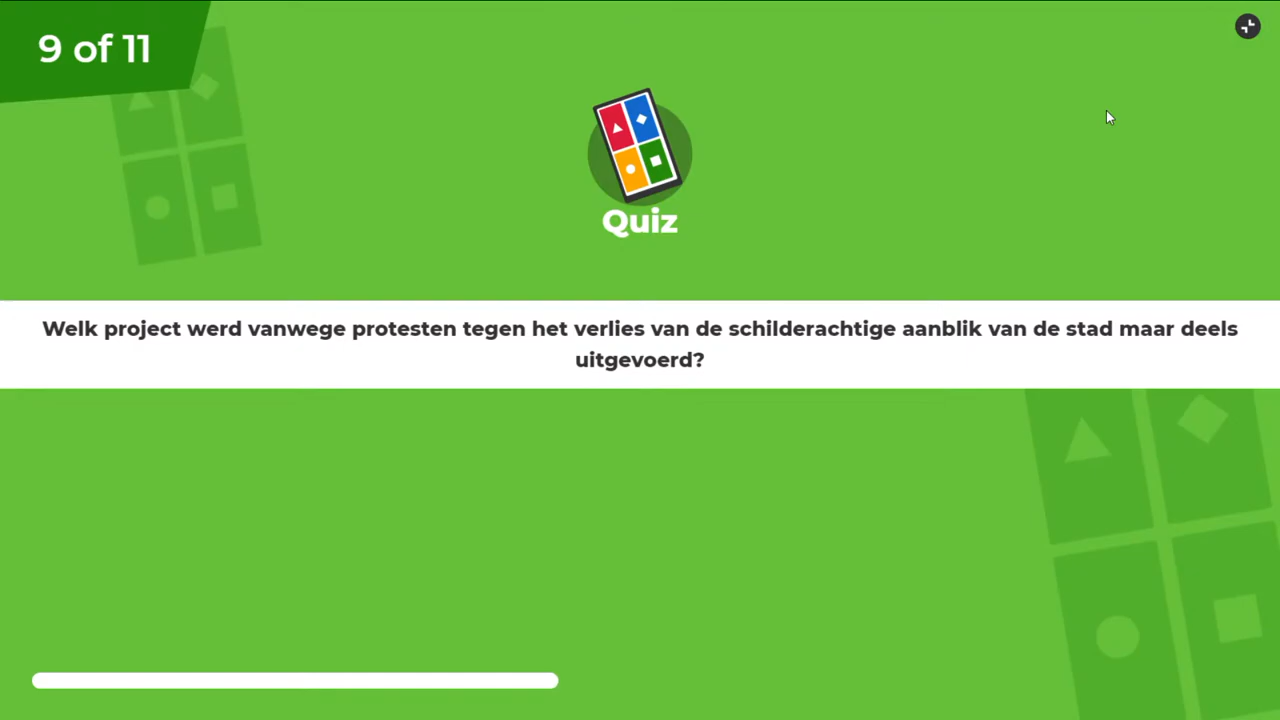 9 of 11
Quiz
Welk project werd vanwege protesten tegen het verlies van de schilderachtige aanblik van de stad maar deels
uitgevoerd?